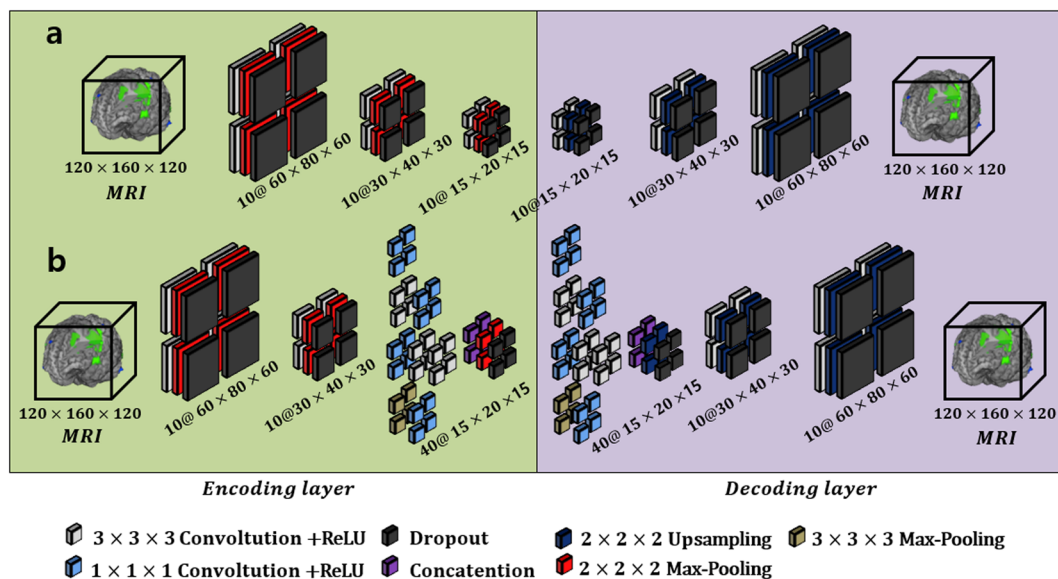 a
120 × 160 × 120
MRI
10@ 60 × 80 × 60
10@30 × 40 × 30
10@ 15 × 20 ×15
10@15 × 20 × 15
10@30 × 40 × 30
10@ 60 × 80 × 60
120 × 160 × 120
MRI
b
120 × 160 × 120
MRI
10@ 60 × 80 × 60
10@30 × 40 × 30
40@ 15 × 20 ×15
40@ 15 × 20 × 15
10@30 × 40 × 30
10@ 60 × 80 × 60
120 × 160 × 120
MRI
Encoding layer
Decoding layer
3 × 3 × 3 Convoltution +ReLU
Dropout
2 × 2 × 2 Upsampling
3 × 3 × 3 Max-Pooling
1 × 1 × 1 Convoltution +ReLU
Concatention
2 × 2 × 2 Max-Pooling